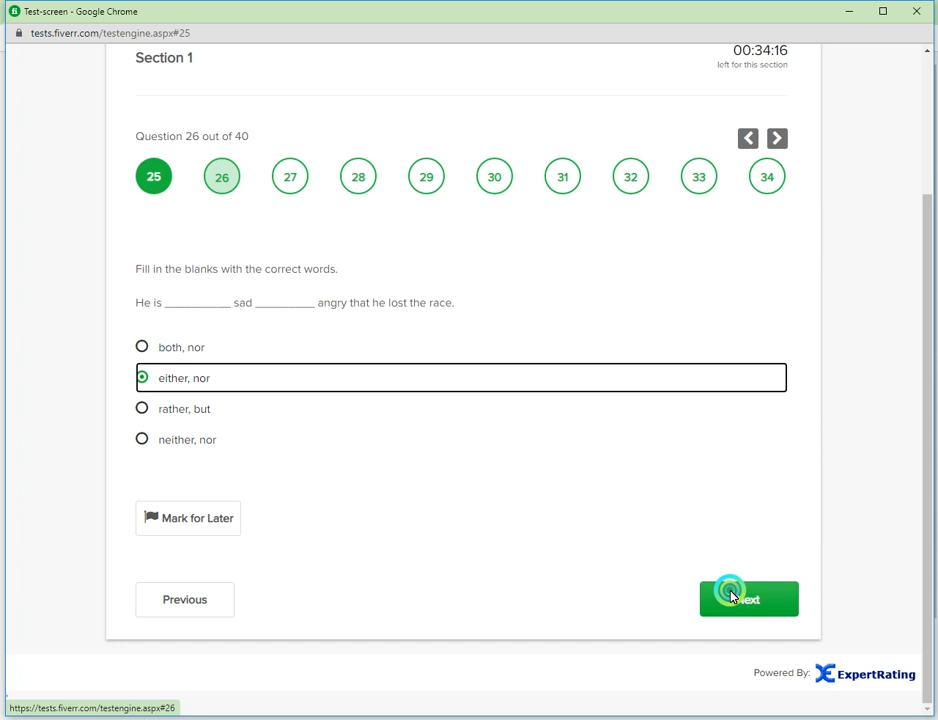 Test-screen - Google Chrome
tests.fiverr.com/testengine.aspx#25
Section 1
00:34:16
left for this section
Question 26 out of 40
25 26 27 28 29 30 31 32 33 34
Fill in the blanks with the correct words.
He is __________ sad _________ angry that he lost the race.
both, nor
either, nor
rather, but
neither, nor
Mark for Later
Previous
Next
Powered By: ExpertRating
https://tests.fiverr.com/testengine.aspx#26